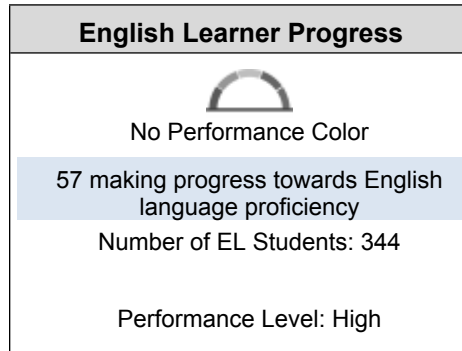 English Learner Progress
No Performance Color
57 making progress towards English
language proficiency
Number of EL Students: 344
Performance Level: High